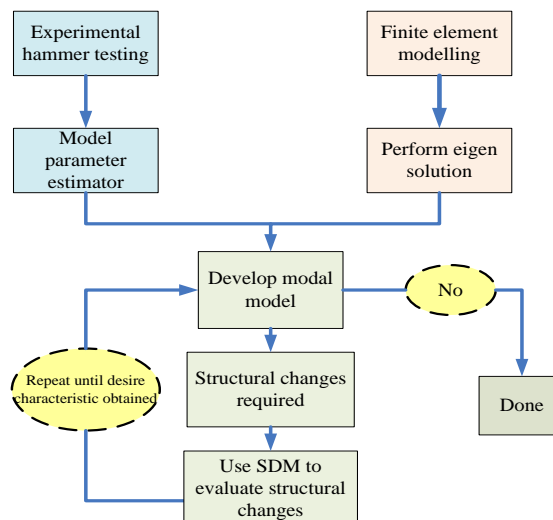 Experimental
hammer testing
Finite element
modelling
Model
parameter
estimator
Perform eigen
solution
Develop modal
model
No
Repeat until desire
characteristic obtained
Structural changes
required
Done
Use SDM to
evaluate structural
changes